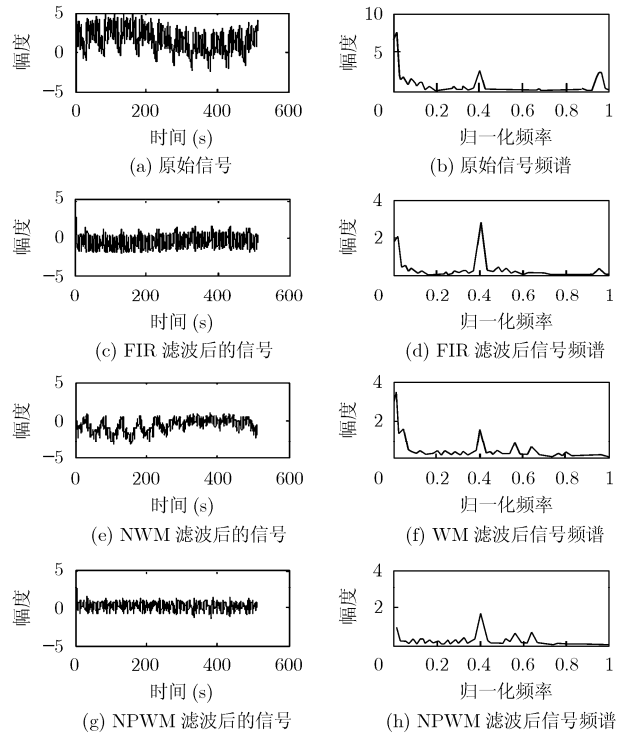 5
0
−5
幅度
0
200
400
600
时间 (s)
(a) 原始信号
10
5
幅度
0
0.2
0.4
0.6
0.8
1
归一化频率
(b) 原始信号频谱
5
0
−5
幅度
0
200
400
600
时间 (s)
(c) FIR 滤波后的信号
4
2
幅度
0
0.2
0.4
0.6
0.8
1
归一化频率
(d) FIR 滤波后信号频谱
5
0
−5
幅度
0
200
400
600
时间 (s)
(e) NWM 滤波后的信号
4
2
幅度
0
0.2
0.4
0.6
0.8
1
归一化频率
(f) WM 滤波后信号频谱
5
0
−5
幅度
0
200
400
600
时间 (s)
(g) NPWM 滤波后的信号
4
2
幅度
0
0.2
0.4
0.6
0.8
1
归一化频率
(h) NPWM 滤波后信号频谱